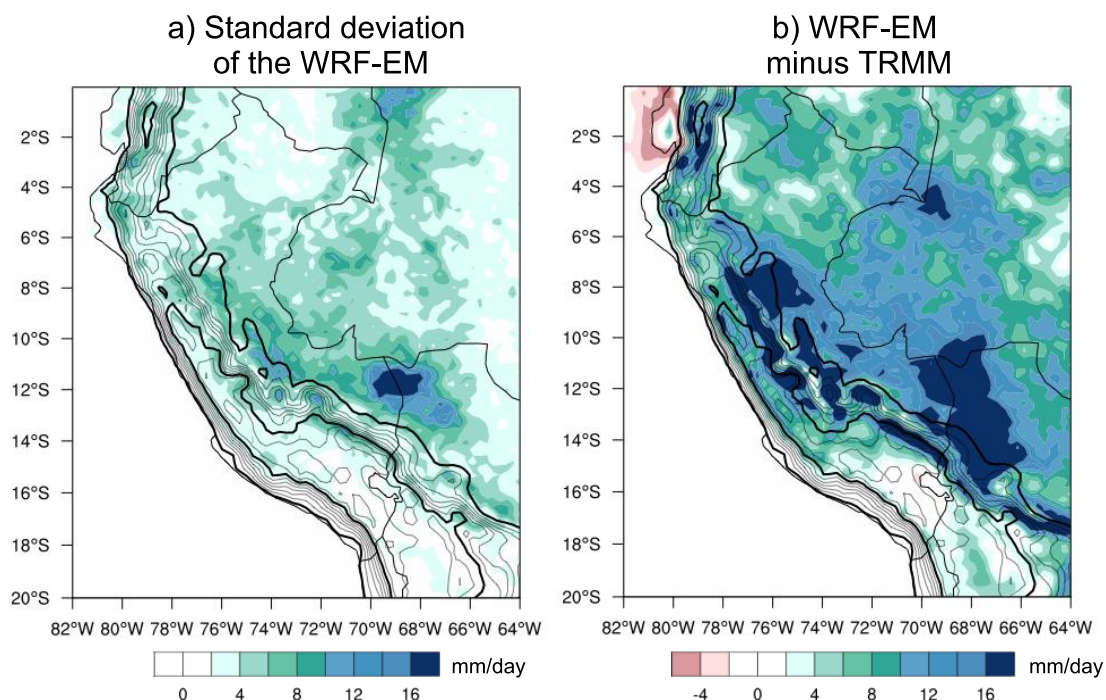 a) Standard deviation
of the WRF-EM
b) WRF-EM
minus TRMM
2°S
4°S
6°S
8°S
10°S
12°S
14°S
16°S
18°S
20°S
82°W 80°W 78°W 76°W 74°W 72°W 70°W 68°W 66°W 64°W
0 4 8 12 16 mm/day
2°S
4°S
6°S
8°S
10°S
12°S
14°S
16°S
18°S
20°S
82°W 80°W 78°W 76°W 74°W 72°W 70°W 68°W 66°W 64°W
-4 0 4 8 12 16 mm/day